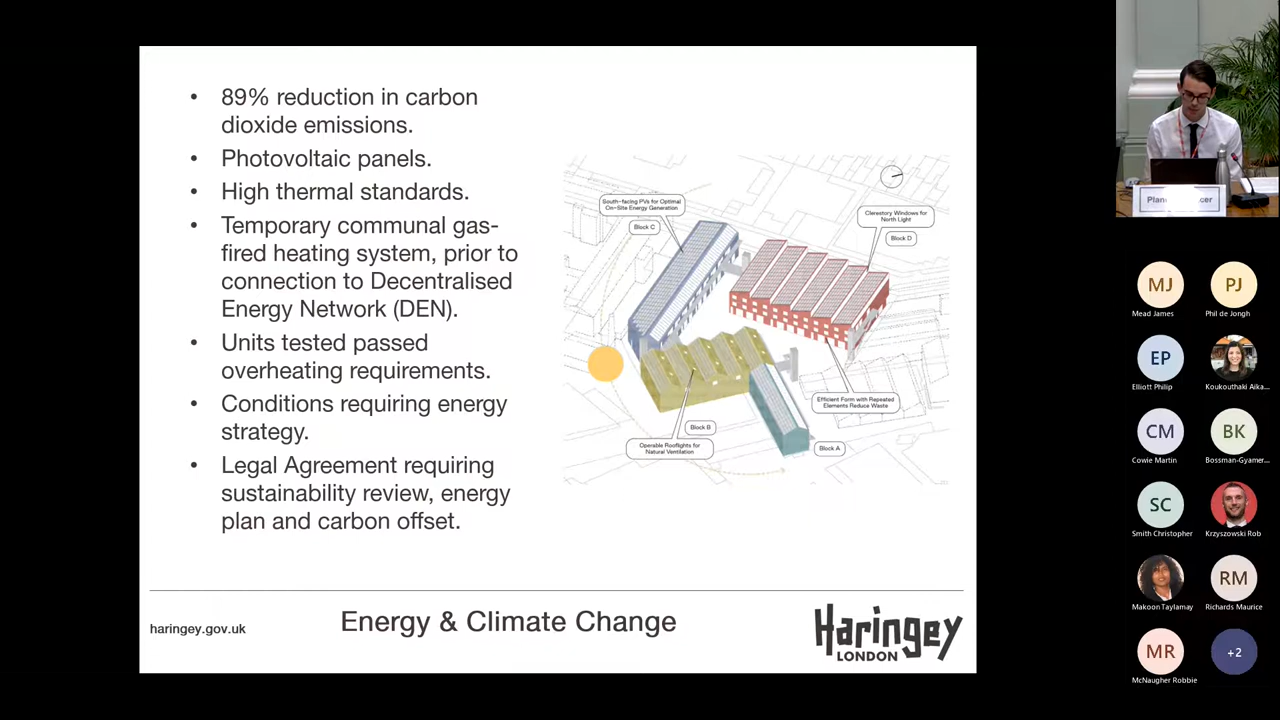 • 89% reduction in carbon
dioxide emissions.
• Photovoltaic panels.
• High thermal standards.
• Temporary communal gas-
fired heating system, prior to
connection to Decentralised
Energy Network (DEN).
• Units tested passed
overheating requirements.
• Conditions requiring energy
strategy.
• Legal Agreement requiring
sustainability review, energy
plan and carbon offset.
South-facing PVs for Optimal
On-Site Energy Generation
Block C
Clerestory Windows for
North Light
Block D
Efficient Form with Repeated
Elements Reduce Waste
Block B
Operable Rooflights for
Natural Ventilation
Block A
haringey.gov.uk
Energy & Climate Change
Haringey
LONDON
MJ
Mead James
PJ
Phil de Jongh
EP
Elliott Philip
Koukouthaki Aika...
CM
Cowie Martin
BK
Bossman-Gyamer...
SC
Smith Christopher
Krzyszowski Rob
Makoon Taylamay
RM
Richards Maurice
MR
McNaugher Robbie
+2